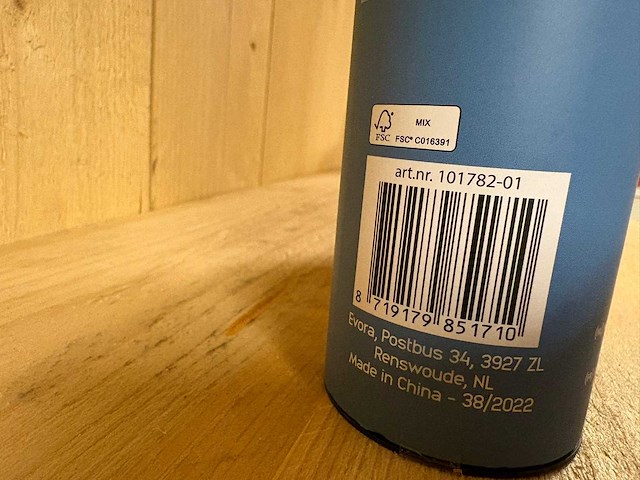 MIX
FSC
FSC® C016391
art.nr. 101782-01
8 719179 851710
Evora, Postbus 34, 3927 ZL
Renswoude, NL
Made in China - 38/2022